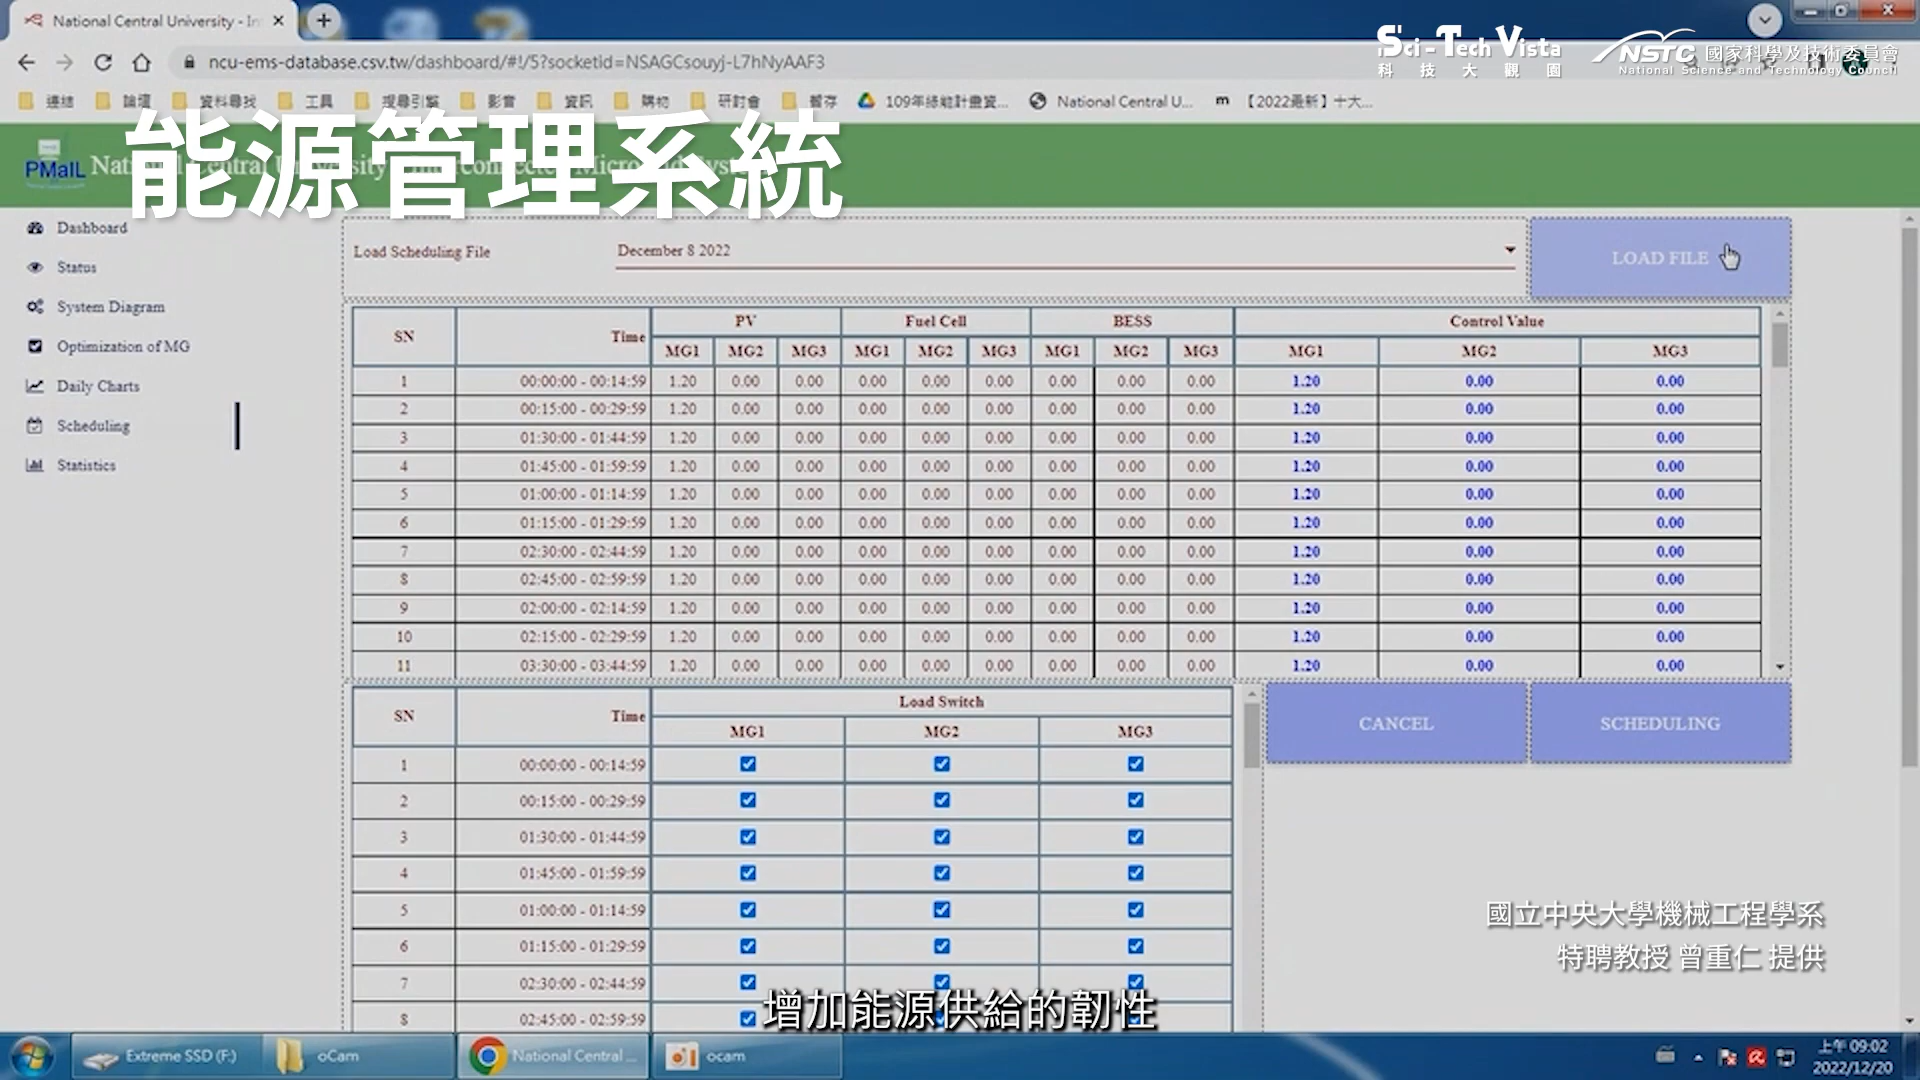 National Central University - In
ncu-ems-database.csv.tw/dashboard/#!/5?socketid=NSAGCsouyj-L7hNyAAF3
Sci-Tech Vista
科技大觀園
NSTC 國家科學及技術委員會
National Science and Technology Council
連結 論壇 資料尋找 工具 搜尋引擎 影音 資訊 購物 研討會 暫存 109年綠能計畫資... National Central U... 【2022最新】十大...
PMaIL
能源管理系統
Dashboard
Status
System Diagram
Optimization of MG
Daily Charts
Scheduling
Statistics
Load Scheduling File December 8 2022 LOAD FILE
SN Time PV Fuel Cell BESS Control Value
MG1 MG2 MG3 MG1 MG2 MG3 MG1 MG2 MG3 MG1 MG2 MG3
1 00:00:00 - 00:14:59 1.20 0.00 0.00 0.00 0.00 0.00 0.00 0.00 0.00 1.20 0.00 0.00
2 00:15:00 - 00:29:59 1.20 0.00 0.00 0.00 0.00 0.00 0.00 0.00 0.00 1.20 0.00 0.00
3 01:30:00 - 01:44:59 1.20 0.00 0.00 0.00 0.00 0.00 0.00 0.00 0.00 1.20 0.00 0.00
4 01:45:00 - 01:59:59 1.20 0.00 0.00 0.00 0.00 0.00 0.00 0.00 0.00 1.20 0.00 0.00
5 01:00:00 - 01:14:59 1.20 0.00 0.00 0.00 0.00 0.00 0.00 0.00 0.00 1.20 0.00 0.00
6 01:15:00 - 01:29:59 1.20 0.00 0.00 0.00 0.00 0.00 0.00 0.00 0.00 1.20 0.00 0.00
7 02:30:00 - 02:44:59 1.20 0.00 0.00 0.00 0.00 0.00 0.00 0.00 0.00 1.20 0.00 0.00
8 02:45:00 - 02:59:59 1.20 0.00 0.00 0.00 0.00 0.00 0.00 0.00 0.00 1.20 0.00 0.00
9 02:00:00 - 02:14:59 1.20 0.00 0.00 0.00 0.00 0.00 0.00 0.00 0.00 1.20 0.00 0.00
10 02:15:00 - 02:29:59 1.20 0.00 0.00 0.00 0.00 0.00 0.00 0.00 0.00 1.20 0.00 0.00
11 03:30:00 - 03:44:59 1.20 0.00 0.00 0.00 0.00 0.00 0.00 0.00 0.00 1.20 0.00 0.00
SN Time Load Switch
MG1 MG2 MG3
1 00:00:00 - 00:14:59
2 00:15:00 - 00:29:59
3 01:30:00 - 01:44:59
4 01:45:00 - 01:59:59
5 01:00:00 - 01:14:59
6 01:15:00 - 01:29:59
7 02:30:00 - 02:44:59
8 02:45:00 - 02:59:59
CANCEL SCHEDULING
國立中央大學機械工程學系
特聘教授 曾重仁 提供
增加能源供給的韌性
Extreme SSD (F:) oCam National Central ... ocam
上午 09:02
2022/12/20